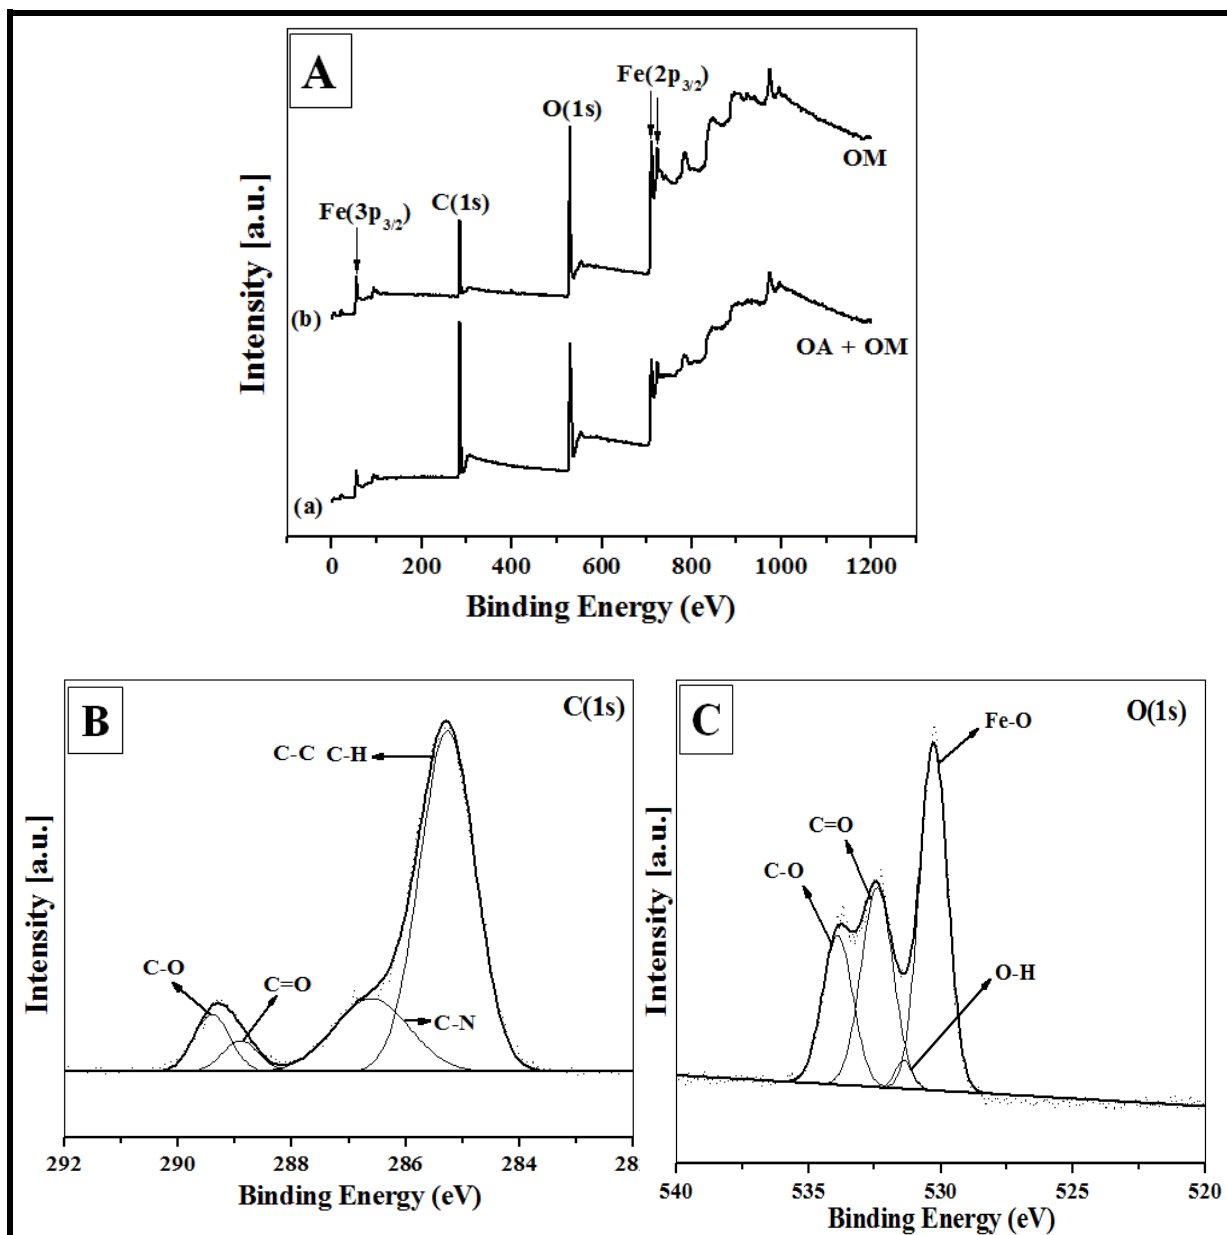 A
Fe(2p3/2)
O(1s)
C(1s)
Fe(3p3/2)
OM
(b)
OA + OM
(a)
Intensity [a.u.]
0 200 400 600 800 1000 1200
Binding Energy (eV)
B
C(1s)
C-C C-H
C-O
C=O
C-N
Intensity [a.u.]
292 290 288 286 284 28
Binding Energy (eV)
C
O(1s)
Fe-O
C=O
C-O
O-H
Intensity [a.u.]
540 535 530 525 520
Binding Energy (eV)